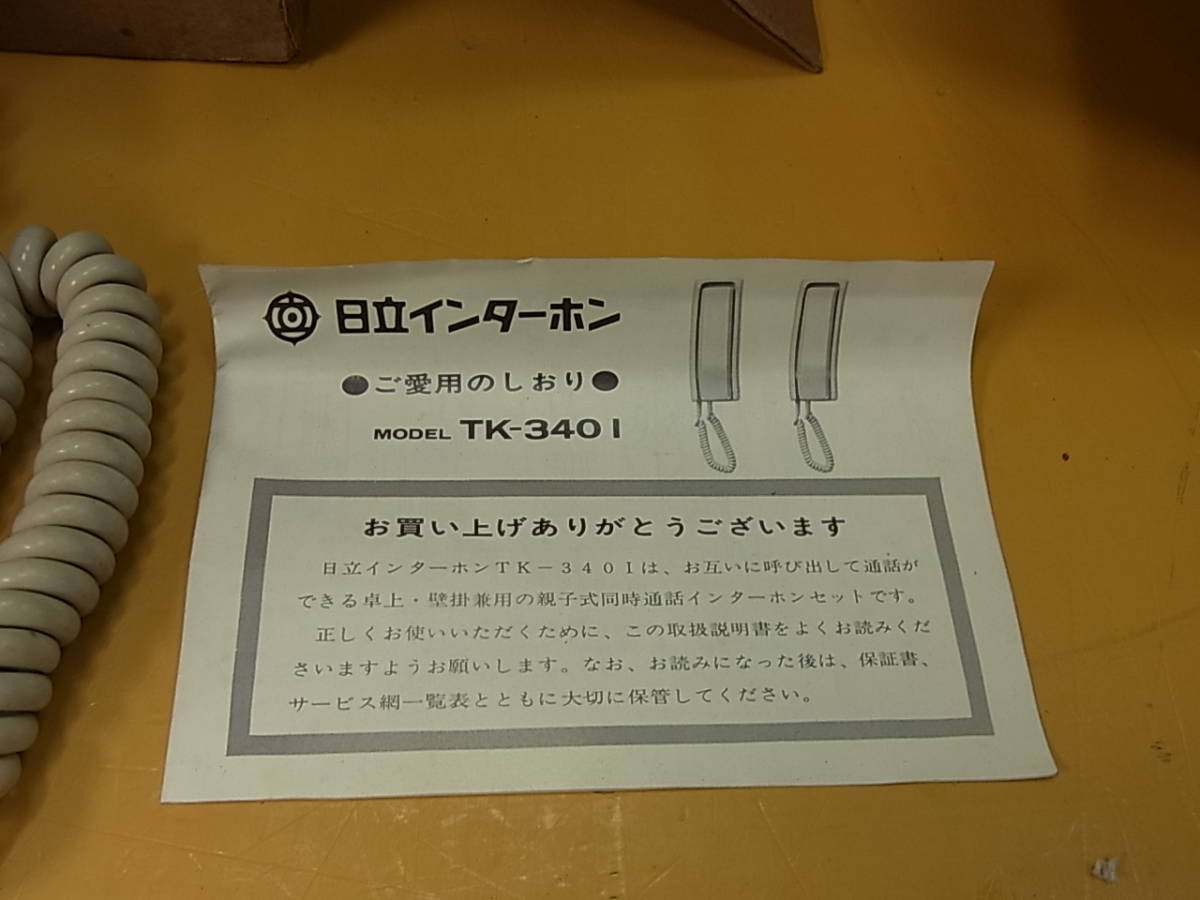 日立インターホン
●ご愛用のしおり●
MODEL TK-3401
お買い上げありがとうございます
日立インターホンTK－3401は、お互いに呼び出して通話が
できる卓上・壁掛兼用の親子式同時通話インターホンセットです。
正しくお使いいただくために、この取扱説明書をよくお読みくだ
さいますようお願いします。なお、お読みになった後は、保証書、
サービス網一覧表とともに大切に保管してください。